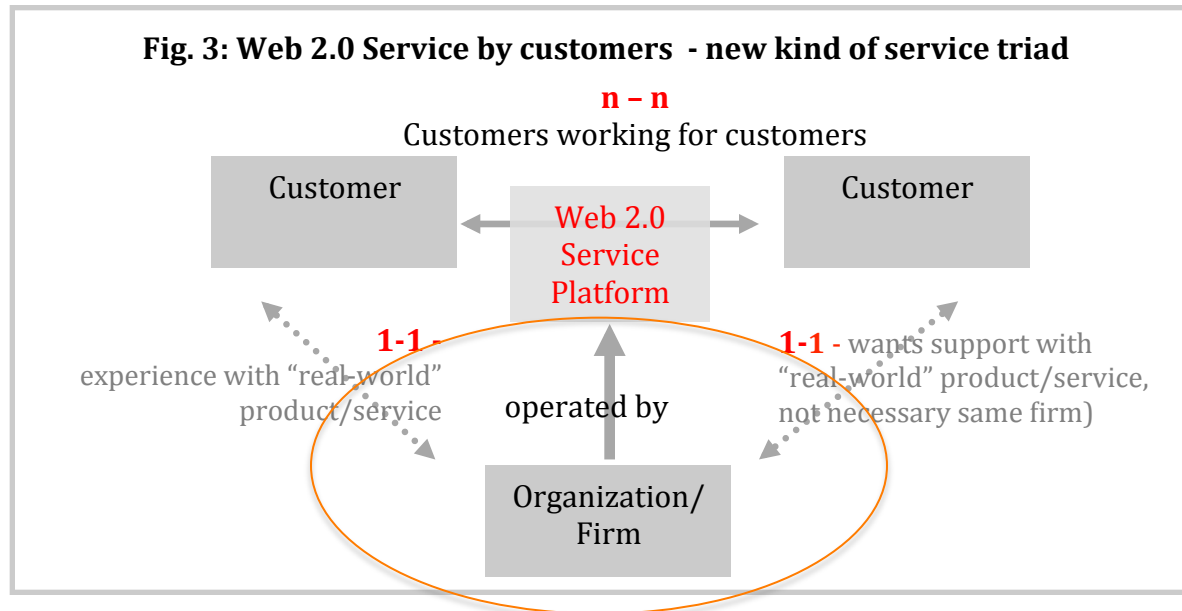 Fig. 3: Web 2.0 Service by customers - new kind of service triad
n – n
Customers working for customers
Customer
Customer
Web 2.0
Service
Platform
1-1 -
experience with “real-world”
product/service
1-1 - wants support with
“real-world” product/service,
not necessary same firm)
operated by
Organization/
Firm